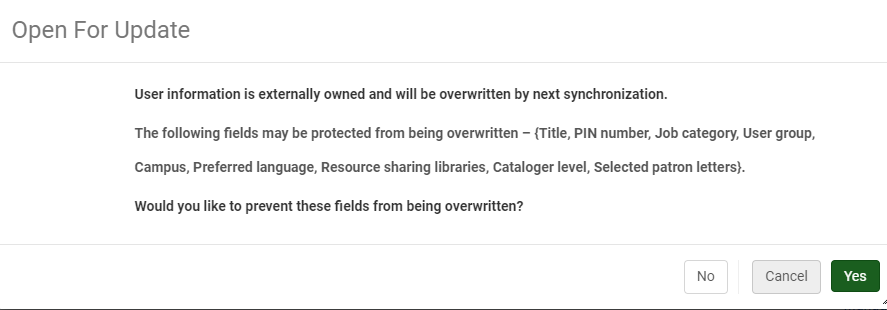 Open For Update
User information is externally owned and will be overwritten by next synchronization.
The following fields may be protected from being overwritten – {Title, PIN number, Job category, User group,
Campus, Preferred language, Resource sharing libraries, Cataloger level, Selected patron letters}.
Would you like to prevent these fields from being overwritten?
No
Cancel
Yes